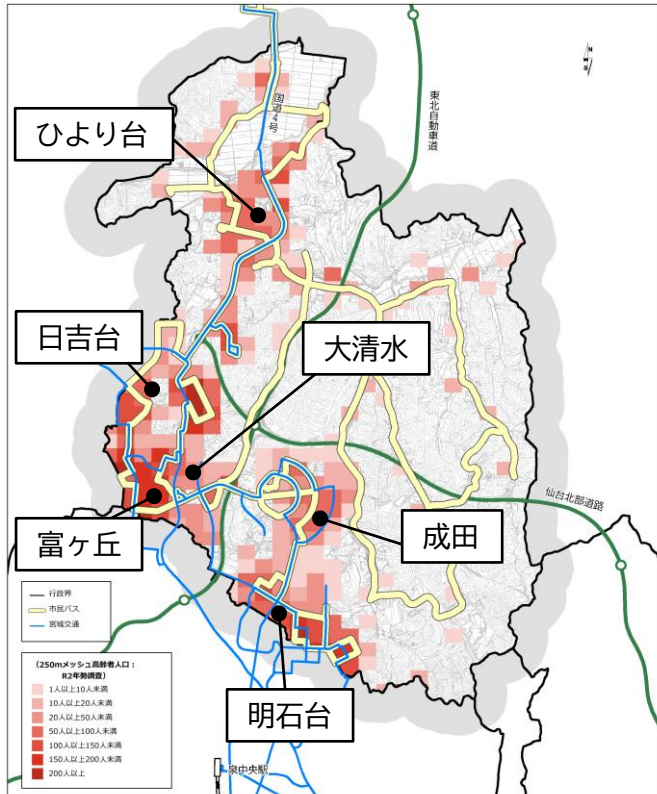 N
国道4号
東北自動車道
ひより台
日吉台
大清水
仙台北部道路
富ヶ丘
成田
明石台
行政界
市民バス
宮城交通
(250mメッシュ高齢者人口:
R2年勢調査)
1人以上10人未満
10人以上20人未満
20人以上50人未満
50人以上100人未満
100人以上150人未満
150人以上200人未満
200人以上
泉中央駅